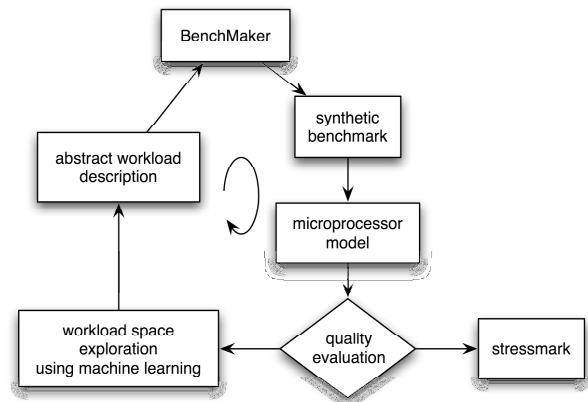 BenchMaker
synthetic
benchmark
abstract workload
description
microprocessor
model
workload space
exploration
using machine learning
quality
evaluation
stressmark